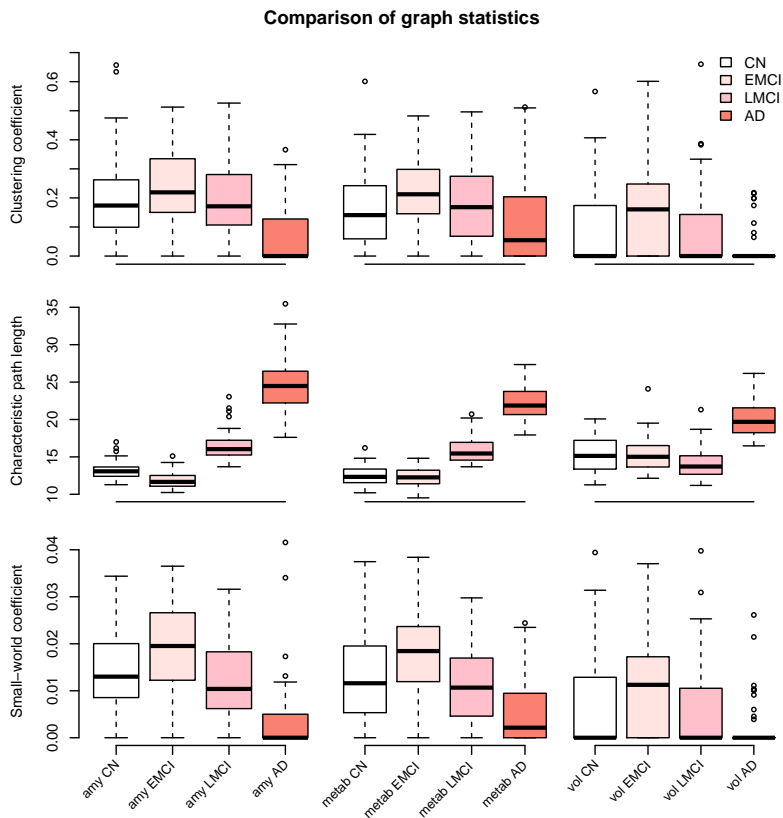 Comparison of graph statistics
Clustering coefficient
0.0
0.2
0.4
0.6
CN
EMCI
LMCI
AD
Characteristic path length
10
15
20
25
30
35
Small−world coefficient
0.00
0.01
0.02
0.03
0.04
amy CN
amy EMCI
amy LMCI
amy AD
metab CN
metab EMCI
metab LMCI
metab AD
vol CN
vol EMCI
vol LMCI
vol AD